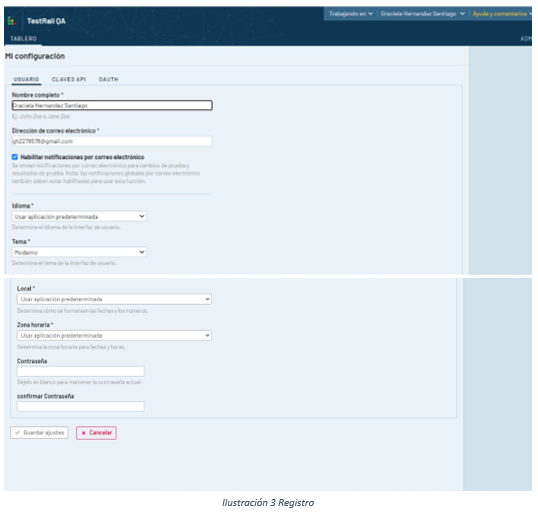 TestRail QA
Trabajando en
Draciela Hernandez Santiago
Ayuda y comentarios
TABLERO
ADM
Mi configuración
USUARIO
CLAVES API
OAUTH
Nombre completo *
Draciela Hernandez Santiago
Ej: John Doe o Jane Doe
Dirección de correo electrónico *
gh2278578@gmail.com
Habilitar notificaciones por correo electrónico
Se envían notificaciones por correo electrónico para cambios de prueba y
resultados de prueba. Nota: las notificaciones globales por correo electrónico
también deben estar habilitadas para usar esta función.
Idioma *
Usar aplicación predeterminada
Determina el idioma de la interfaz de usuario.
Tema *
Moderno
Determina el tema de la interfaz de usuario.
Local *
Usar aplicación predeterminada
Determina cómo se formatean las fechas y los números.
Zona horaria *
Usar aplicación predeterminada
Determina la zona horaria para fechas y horas.
Contraseña
Déjelo en blanco para mantener la contraseña actual.
confirmar Contraseña
Guardar ajustes
Cancelar
Ilustración 3 Registro